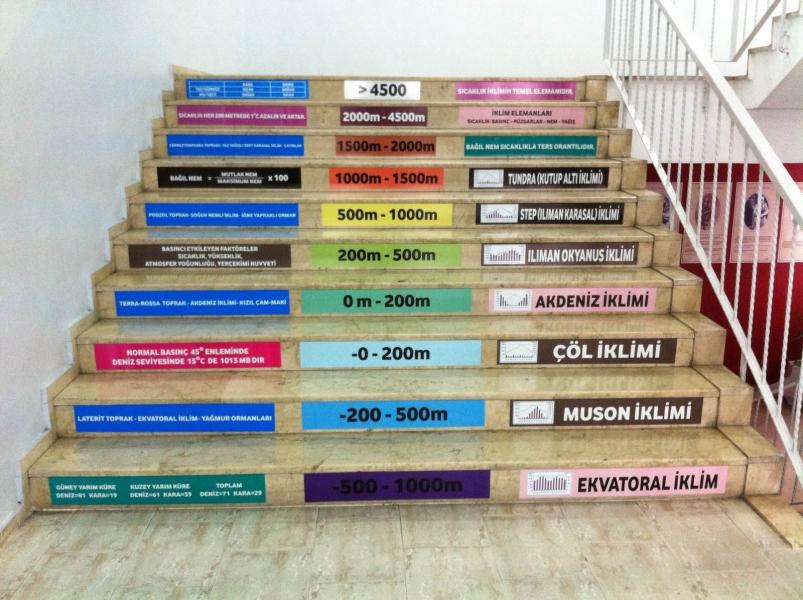 > 4500
SICAKLIK İKLİMİN TEMEL ELEMANIDIR.
SICAKLIK HER 200 METREDE 1°C AZALIR VE ARTAR.
2000m - 4500m
İKLİM ELEMANLARI
SICAKLIK- BASINÇ - RÜZGARLAR - NEM - YAĞIŞ
1500m - 2000m
BAĞIL NEM SICAKLIKLA TERS ORANTILIDIR.
BAĞIL NEM = MUTLAK NEM
MAKSIMUM NEM x 100
1000m - 1500m
TUNDRA (KUTUP ALTI İKLİMİ)
PODZOL TOPRAK- SOĞUN NEMLİ İKLİM- İĞNE YAPRAKLI ORMAN
500m - 1000m
STEP (ILIMAN KARASAL) İKLİMİ
BASINCI ETKİLEYEN FAKTÖRLERE
SICAKLIK, YÜKSEKLİK,
ATMOSFER YOĞUNLUĞU, YERÇEKİMİ KUVVETİ
200m - 500m
ILIMAN OKYANUS İKLİMİ
TERRA-ROSSA TOPRAK - AKDENİZ İKLİMİ- KIZIL ÇAM-MAKİ
0 m - 200m
AKDENİZ İKLİMİ
NORMAL BASINÇ 45° ENLEMİNDE
DENİZ SEVİYESİNDE 15°C DE 1013 MB DIR
-0 - 200m
ÇÖL İKLİMİ
LATERİT TOPRAK - EKVATORAL İKLİM- YAĞMUR ORMANLARI
-200 - 500m
MUSON İKLİMİ
GÜNEY YARIM KÜRE KUZEY YARIM KÜRE TOPLAM
DENİZ=81 KARA=19 DENİZ=61 KARA=39 DENİZ=71 KARA=29
-500 - 1000m
EKVATORAL İKLİM